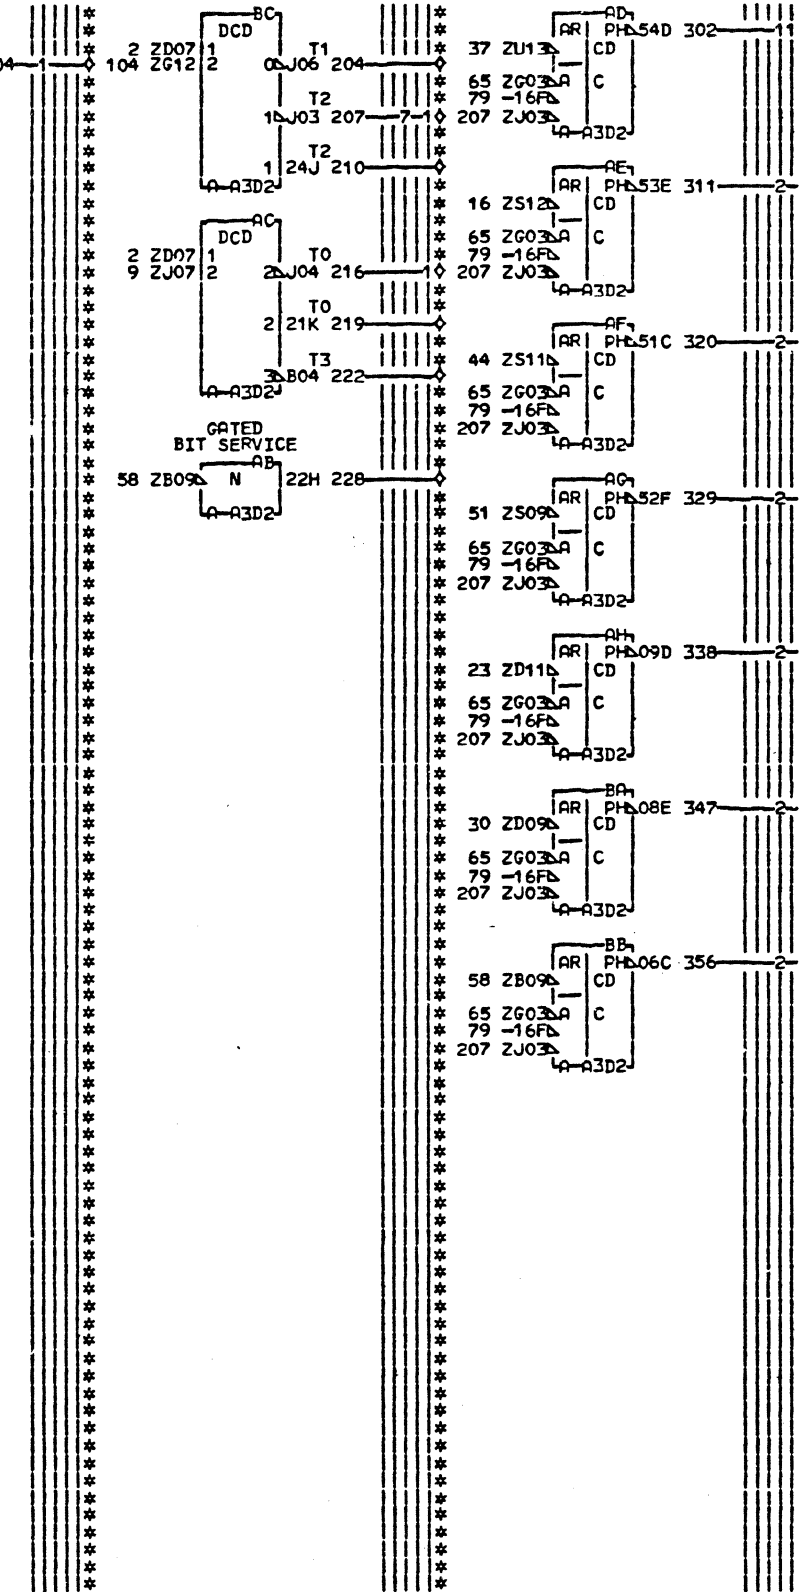 BC
DCD
T1
04 1 2 ZD07 1
104 ZG12 2 0 J06 204
T2
1 J03 207 7 1
T2
1 24J 210
A A3D2
AC
DCD
2 ZD07 1 T0
9 ZJ07 2 2 J04 216 1
T0
2 21K 219
T3
3 B04 222
A A3D2
GATED
BIT SERVICE
AB
58 ZB09 N 22H 228
A A3D2
AD
AR PH 54D 302 11
37 ZU13 CD
65 ZG03 A C
79 -16F
207 ZJ03
A A3D2
AE
AR PH 53E 311 2
16 ZS12 CD
65 ZG03 A C
79 -16F
207 ZJ03
A A3D2
AF
AR PH 51C 320 2
44 ZS11 CD
65 ZG03 A C
79 -16F
207 ZJ03
A A3D2
AG
AR PH 52F 329 2
51 ZS09 CD
65 ZG03 A C
79 -16F
207 ZJ03
A A3D2
AH
AR PH 09D 338 2
23 ZD11 CD
65 ZG03 A C
79 -16F
207 ZJ03
A A3D2
BA
AR PH 08E 347 2
30 ZD09 CD
65 ZG03 A C
79 -16F
207 ZJ03
A A3D2
BB
AR PH 06C 356 2
58 ZB09 CD
65 ZG03 A C
79 -16F
207 ZJ03
A A3D2